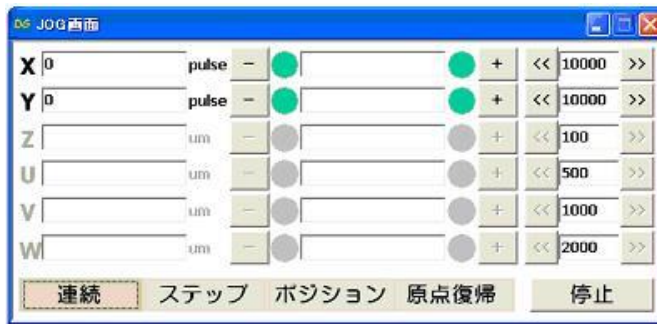 DS JOG画面
X 0 pulse − + << 10000 >>
Y 0 pulse − + << 10000 >>
Z um − + << 100 >>
U um − + << 500 >>
V um − + << 1000 >>
W um − + << 2000 >>
連続 ステップ ポジション 原点復帰 停止